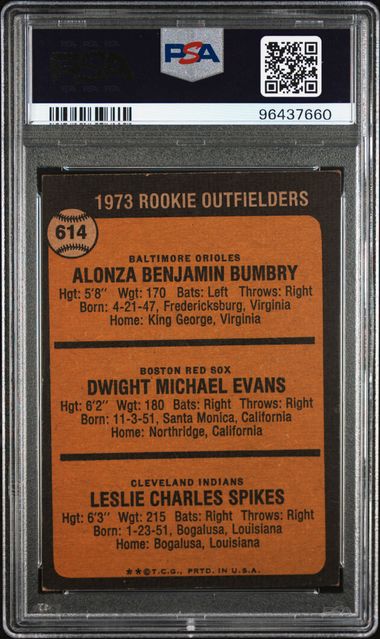 PSA
PSA
96437660
1973 ROOKIE OUTFIELDERS
614
BALTIMORE ORIOLES
ALONZA BENJAMIN BUMBRY
Hgt: 5'8" Wgt: 170 Bats: Left Throws: Right
Born: 4-21-47, Fredericksburg, Virginia
Home: King George, Virginia
BOSTON RED SOX
DWIGHT MICHAEL EVANS
Hgt: 6'2" Wgt: 180 Bats: Right Throws: Right
Born: 11-3-51, Santa Monica, California
Home: Northridge, California
CLEVELAND INDIANS
LESLIE CHARLES SPIKES
Hgt: 6'3" Wgt: 215 Bats: Right Throws: Right
Born: 1-23-51, Bogalusa, Louisiana
Home: Bogalusa, Louisiana
**© T.C.G., PRTD. IN U.S.A.